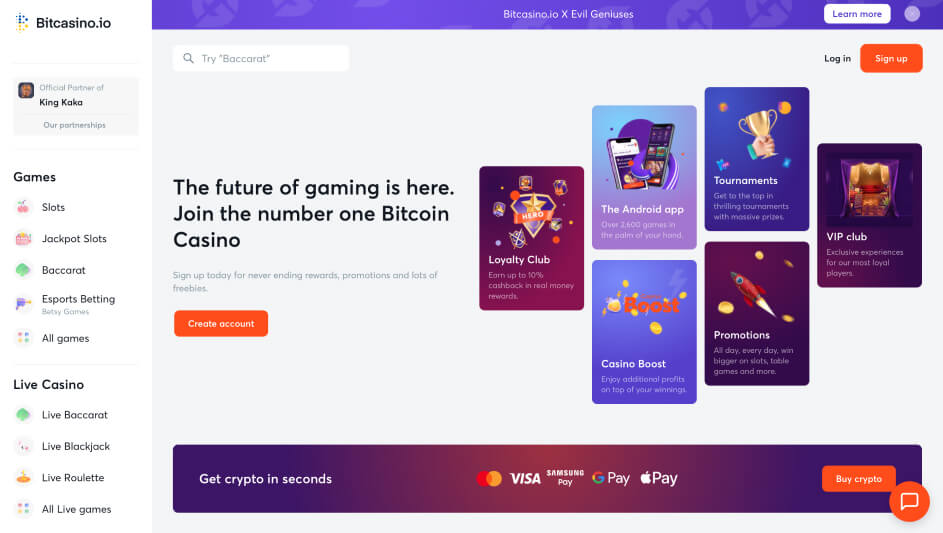 Bitcasino.io
Official Partner of
King Kaka
Our partnerships
Games
Slots
Jackpot Slots
Baccarat
Esports Betting
Betsy Games
All games
Live Casino
Live Baccarat
Live Blackjack
Live Roulette
All Live games
Bitcasino.io X Evil Geniuses
Learn more
Try "Baccarat"
Log in
Sign up
The future of gaming is here.
Join the number one Bitcoin
Casino
Sign up today for never ending rewards, promotions and lots of
freebies.
Create account
HERO
Loyalty Club
Earn up to 10%
cashback in real money
rewards.
The Android app
Over 2,600 games in
the palm of your hand.
Boost
Casino Boost
Enjoy additional profits
on top of your winnings.
Tournaments
Get to the top in
thrilling tournaments
with massive prizes.
Promotions
All day, every day, win
bigger on slots, table
games and more.
VIP club
Exclusive experiences
for our most loyal
players.
Get crypto in seconds
VISA
SAMSUNG
Pay
G Pay
Pay
Buy crypto